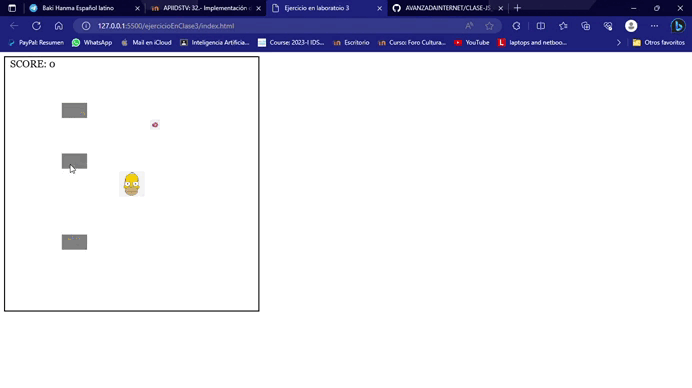 Baki Hanma Español latino
APIIDSTV: 32.- Implementación d
Ejercicio en laboratoio 3
AVANZADAINTERNET/CLASE-JS
127.0.0.1:5500/ejercicioEnClase3/index.html
PayPal: Resumen
WhatsApp
Mail en iCloud
Inteligencia Artificia...
Course: 2023-I IDS...
Escritorio
Curso: Foro Cultura...
YouTube
laptops and netboo...
Otros favoritos
SCORE: 0